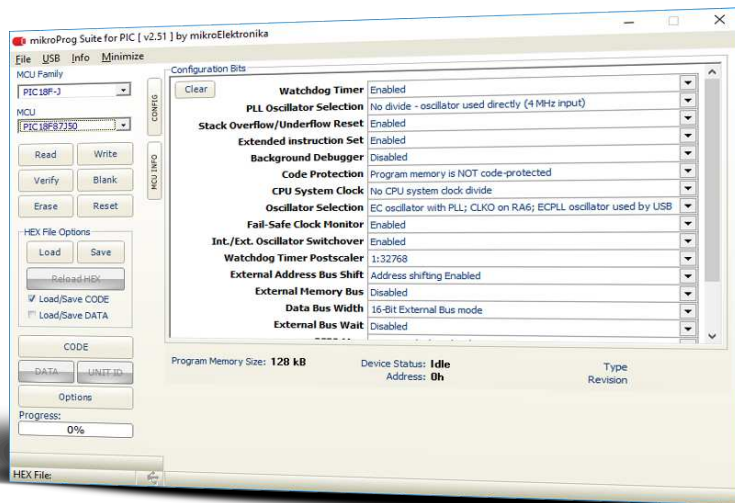 mikroProg Suite for PIC [ v2.51 ] by mikroElektronika
File USB Info Minimize
MCU Family
PIC18F-J
MCU
PIC18F87J50
Read Write
Verify Blank
Erase Reset
HEX File Options
Load Save
Reload HEX
Load/Save CODE
Load/Save DATA
CODE
DATA UNIT ID
Options
Progress:
0%
HEX File:
CONFIG
MCU INFO
Configuration Bits
Clear
Watchdog Timer Enabled
PLL Oscillator Selection No divide - oscillator used directly (4 MHz input)
Stack Overflow/Underflow Reset Enabled
Extended instruction Set Enabled
Background Debugger Disabled
Code Protection Program memory is NOT code-protected
CPU System Clock No CPU system clock divide
Oscillator Selection EC oscillator with PLL; CLKO on RA6; ECPLL oscillator used by USB
Fail-Safe Clock Monitor Enabled
Int./Ext. Oscillator Switchover Enabled
Watchdog Timer Postscaler 1:32768
External Address Bus Shift Address shifting Enabled
External Memory Bus Disabled
Data Bus Width 16-Bit External Bus mode
External Bus Wait Disabled
Program Memory Size: 128 kB
Device Status: Idle
Address: 0h
Type
Revision